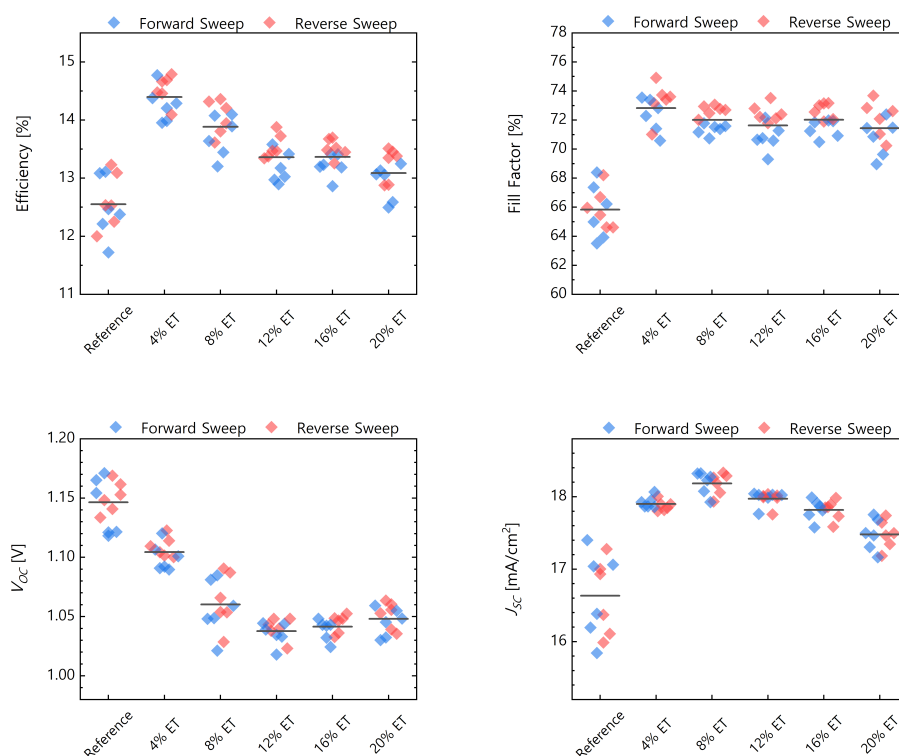 Forward Sweep Reverse Sweep
Efficiency [%]
15
14
13
12
11
Reference 4% ET 8% ET 12% ET 16% ET 20% ET
Forward Sweep Reverse Sweep
Fill Factor [%]
78
76
74
72
70
68
66
64
62
60
Reference 4% ET 8% ET 12% ET 16% ET 20% ET
Forward Sweep Reverse Sweep
V_OC [V]
1.20
1.15
1.10
1.05
1.00
Reference 4% ET 8% ET 12% ET 16% ET 20% ET
Forward Sweep Reverse Sweep
J_SC [mA/cm²]
18
17
16
Reference 4% ET 8% ET 12% ET 16% ET 20% ET